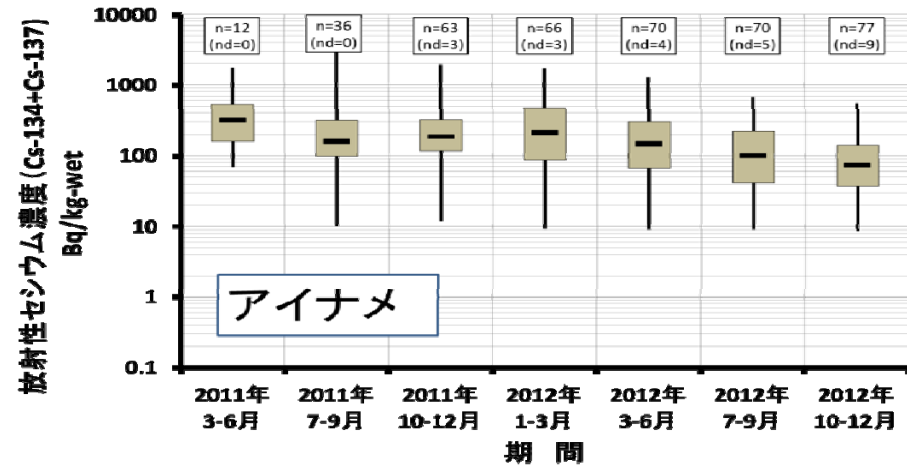 放射性セシウム濃度(Cs-134+Cs-137)
Bq/kg-wet
10000
1000
100
10
1
0.1
n=12
(nd=0)
n=36
(nd=0)
n=63
(nd=3)
n=66
(nd=3)
n=70
(nd=4)
n=70
(nd=5)
n=77
(nd=9)
アイナメ
2011年
3-6月
2011年
7-9月
2011年
10-12月
2012年
1-3月
2012年
3-6月
2012年
7-9月
2012年
10-12月
期 間